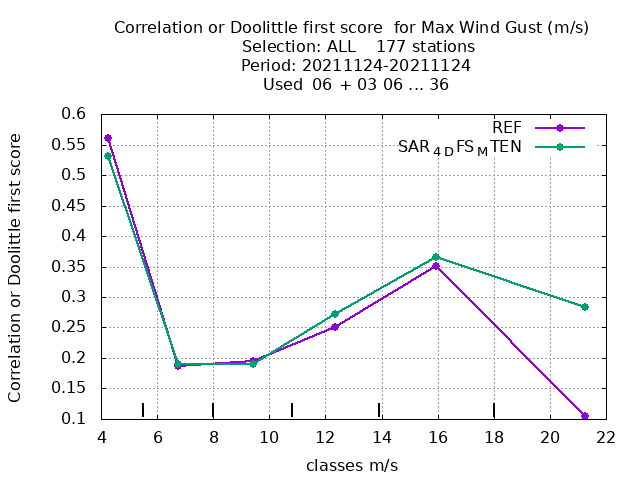 Correlation or Doolittle first score  for Max Wind Gust (m/s)
Selection: ALL    177 stations
Period: 20211124-20211124
Used  06 + 03 06 ... 36
REF
SAR4DFSMTEN
Correlation or Doolittle first score
0.6
0.55
0.5
0.45
0.4
0.35
0.3
0.25
0.2
0.15
0.1
4 6 8 10 12 14 16 18 20 22
classes m/s